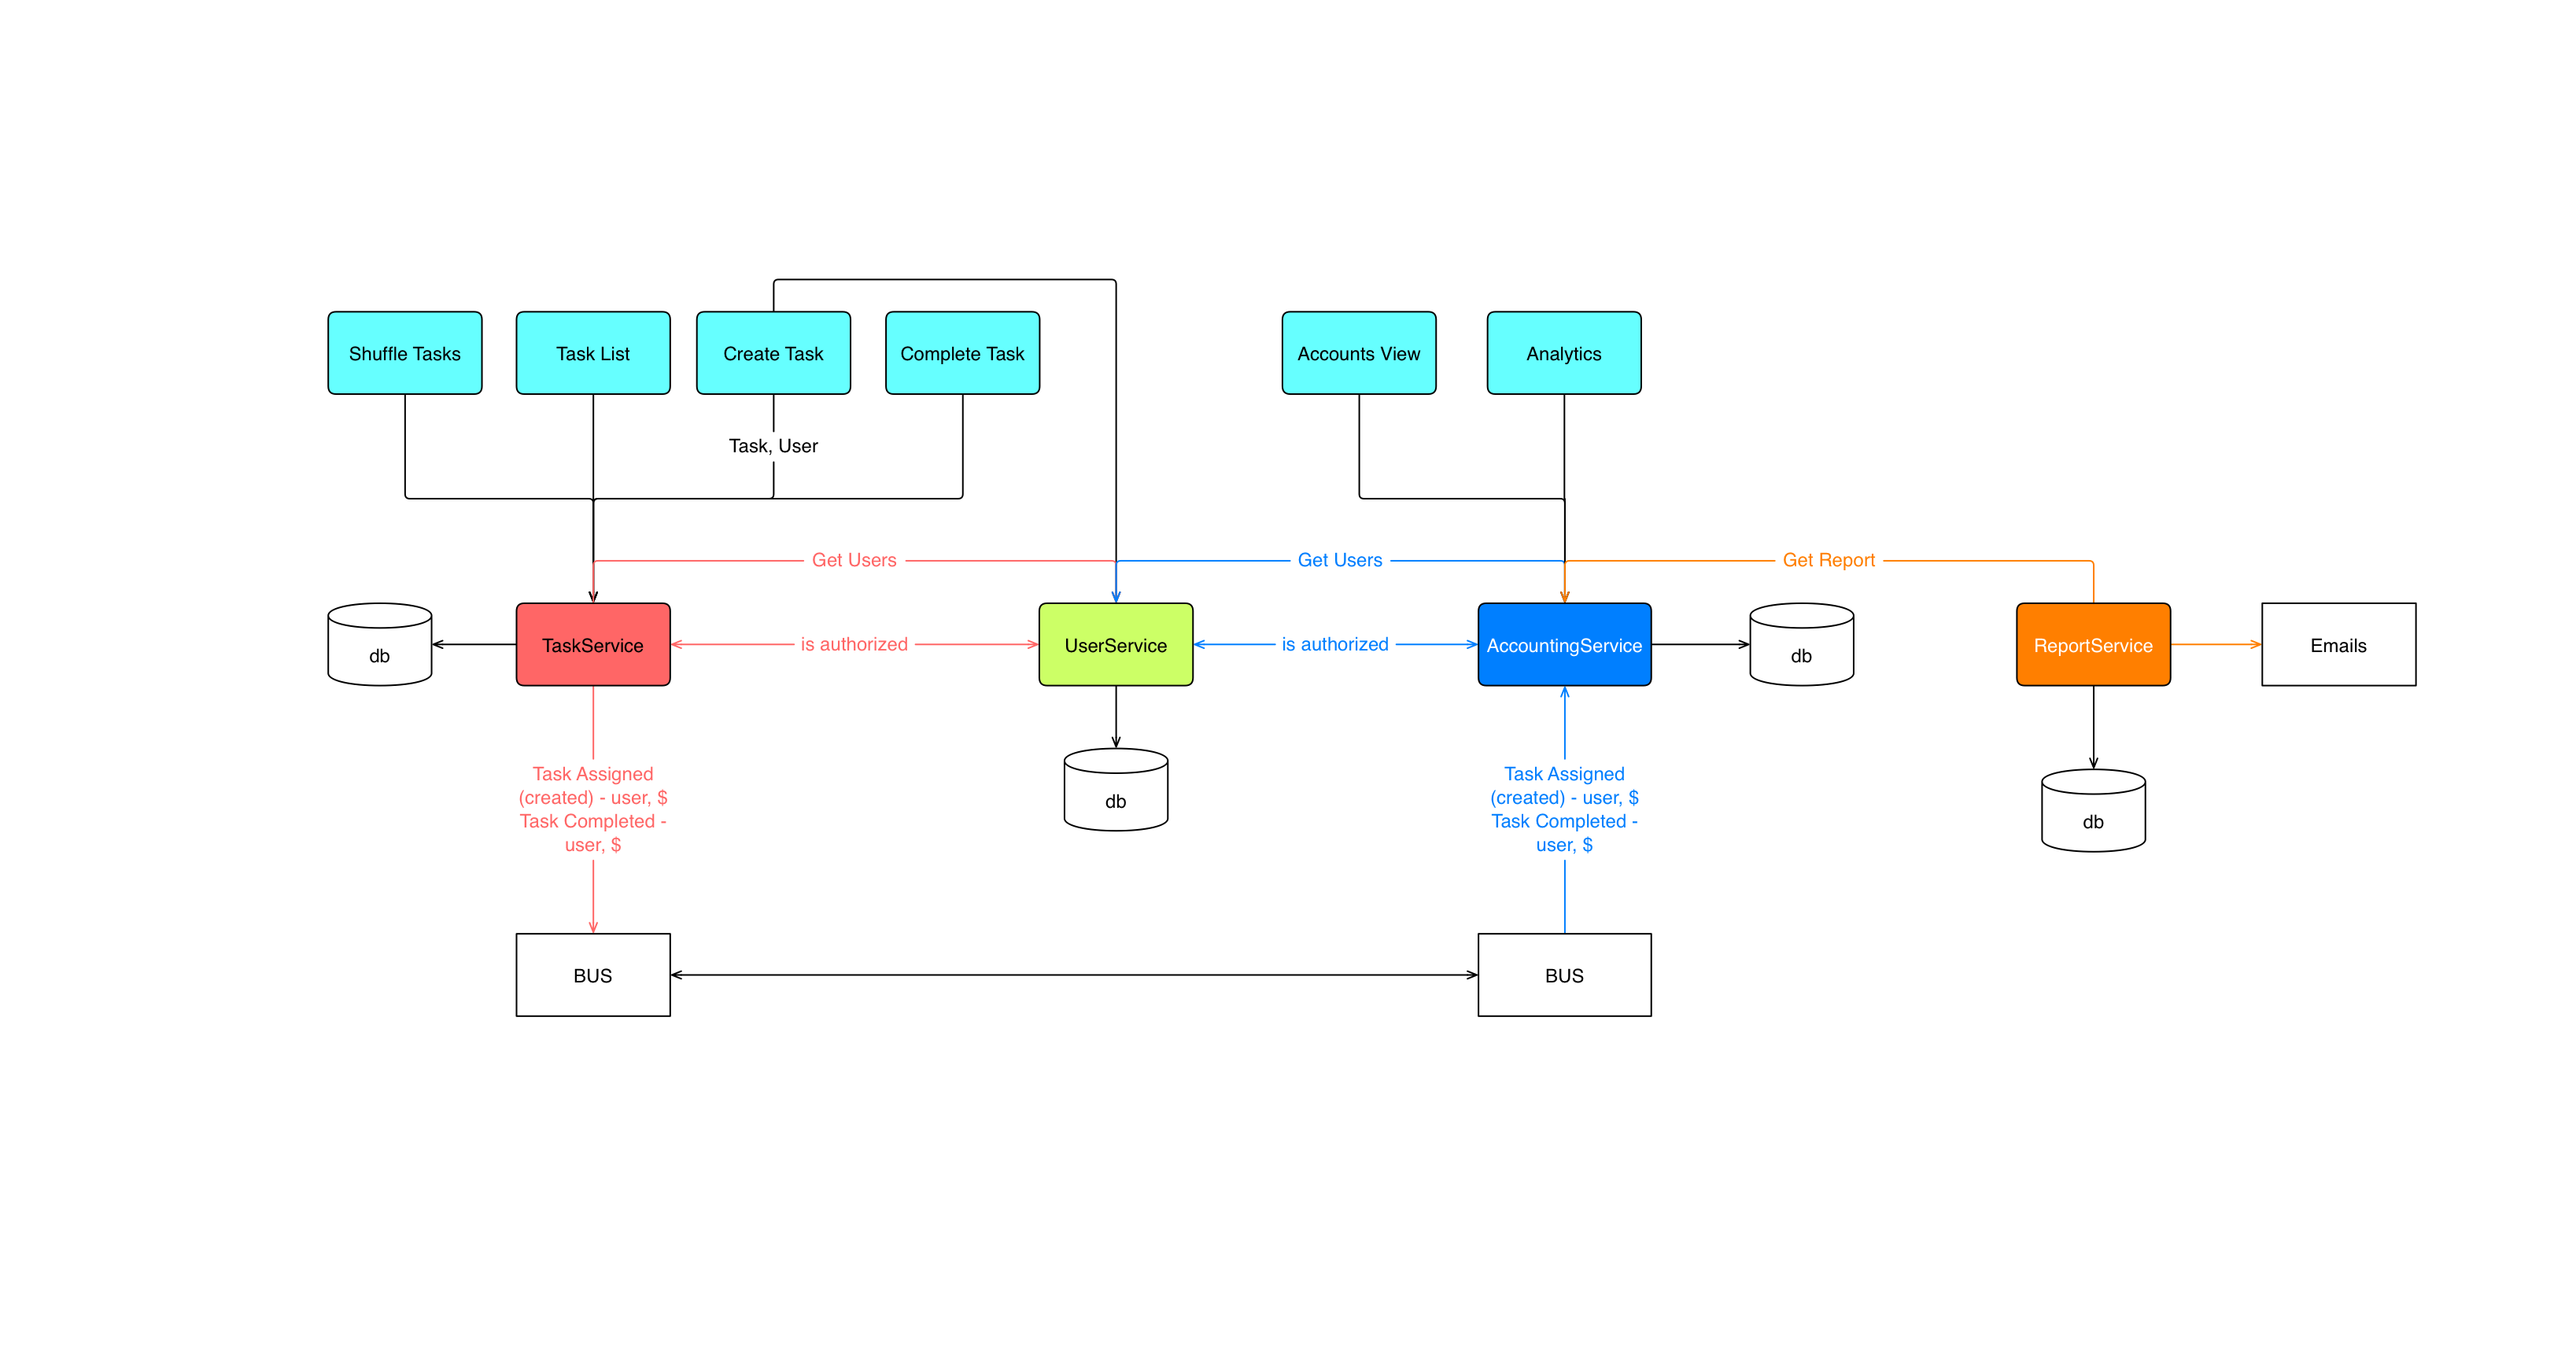 Shuffle Tasks
Task List
Create Task
Complete Task
Accounts View
Analytics
Task, User
Get Users
Get Users
Get Report
db
TaskService
is authorized
UserService
is authorized
AccountingService
db
ReportService
Emails
Task Assigned
(created) - user, $
Task Completed -
user, $
db
Task Assigned
(created) - user, $
Task Completed -
user, $
db
BUS
BUS